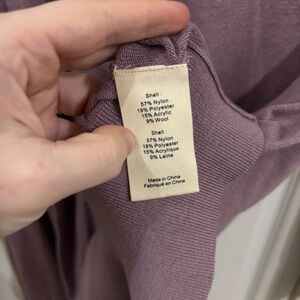 Shell :
57% Nylon
19% Polyester
15% Acrylic
9% Wool
Shell :
57% Nylon
19% Polyester
15% Acrylique
9% Laine
Made in China
Fabriqué en Chine